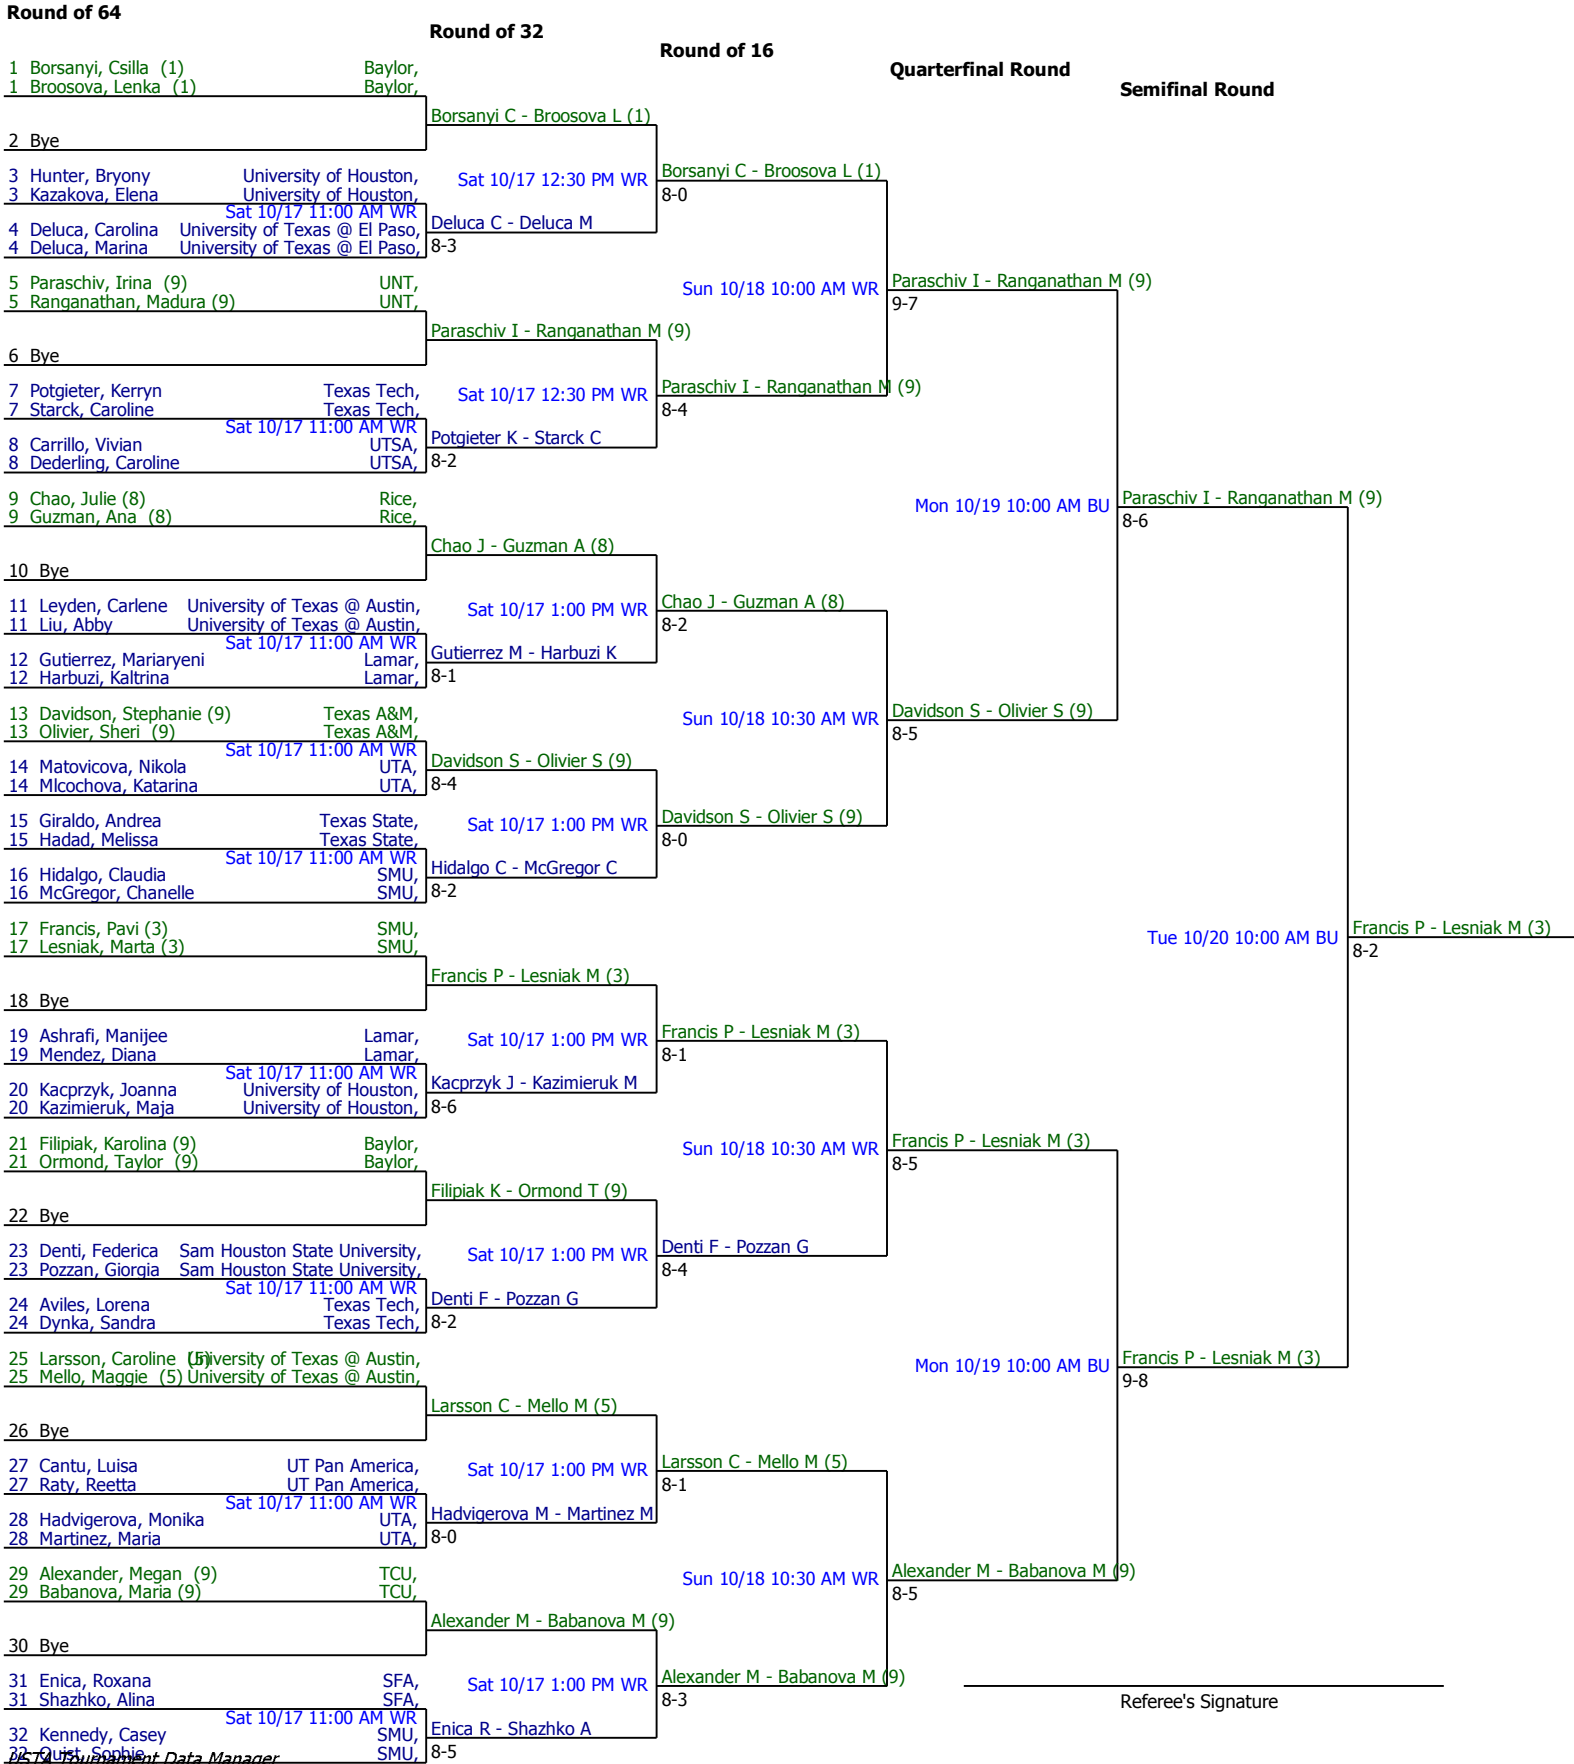 Round of 64
Round of 32
Round of 16
Quarterfinal Round
Semifinal Round
1 Borsanyi, Csilla (1) Baylor,
1 Broosova, Lenka (1) Baylor,
Borsanyi C - Broosova L (1)
2 Bye
3 Hunter, Bryony University of Houston,
Sat 10/17 12:30 PM WR
Borsanyi C - Broosova L (1)
8-0
3 Kazakova, Elena University of Houston,
Sat 10/17 11:00 AM WR
4 Deluca, Carolina University of Texas @ El Paso,
Deluca C - Deluca M
8-3
4 Deluca, Marina University of Texas @ El Paso,
5 Paraschiv, Irina (9) UNT,
Sun 10/18 10:00 AM WR
Paraschiv I - Ranganathan M (9)
9-7
5 Ranganathan, Madura (9) UNT,
Paraschiv I - Ranganathan M (9)
6 Bye
7 Potgieter, Kerryn Texas Tech,
Sat 10/17 12:30 PM WR
Paraschiv I - Ranganathan M (9)
8-4
7 Starck, Caroline Texas Tech,
Sat 10/17 11:00 AM WR
8 Carrillo, Vivian UTSA,
Potgieter K - Starck C
8-2
8 Dederling, Caroline UTSA,
9 Chao, Julie (8) Rice,
Mon 10/19 10:00 AM BU
Paraschiv I - Ranganathan M (9)
8-6
9 Guzman, Ana (8) Rice,
Chao J - Guzman A (8)
10 Bye
11 Leyden, Carlene University of Texas @ Austin,
Sat 10/17 1:00 PM WR
Chao J - Guzman A (8)
8-2
11 Liu, Abby University of Texas @ Austin,
Sat 10/17 11:00 AM WR
12 Gutierrez, Mariaryeni Lamar,
Gutierrez M - Harbuzi K
8-1
12 Harbuzi, Kaltrina Lamar,
13 Davidson, Stephanie (9) Texas A&M,
Sun 10/18 10:30 AM WR
Davidson S - Olivier S (9)
8-5
13 Olivier, Sheri (9) Texas A&M,
Sat 10/17 11:00 AM WR
14 Matovicova, Nikola UTA,
Davidson S - Olivier S (9)
8-4
14 Mlcochova, Katarina UTA,
15 Giraldo, Andrea Texas State,
Sat 10/17 1:00 PM WR
Davidson S - Olivier S (9)
8-0
15 Hadad, Melissa Texas State,
Sat 10/17 11:00 AM WR
16 Hidalgo, Claudia SMU,
Hidalgo C - McGregor C
8-2
16 McGregor, Chanelle SMU,
17 Francis, Pavi (3) SMU,
Tue 10/20 10:00 AM BU
Francis P - Lesniak M (3)
8-2
17 Lesniak, Marta (3) SMU,
Francis P - Lesniak M (3)
18 Bye
19 Ashrafi, Manijee Lamar,
Sat 10/17 1:00 PM WR
Francis P - Lesniak M (3)
8-1
19 Mendez, Diana Lamar,
Sat 10/17 11:00 AM WR
20 Kacprzyk, Joanna University of Houston,
Kacprzyk J - Kazimieruk M
8-6
20 Kazimieruk, Maja University of Houston,
21 Filipiak, Karolina (9) Baylor,
Sun 10/18 10:30 AM WR
Francis P - Lesniak M (3)
8-5
21 Ormond, Taylor (9) Baylor,
Filipiak K - Ormond T (9)
22 Bye
23 Denti, Federica Sam Houston State University,
Sat 10/17 1:00 PM WR
Denti F - Pozzan G
8-4
23 Pozzan, Giorgia Sam Houston State University,
Sat 10/17 11:00 AM WR
24 Aviles, Lorena Texas Tech,
Denti F - Pozzan G
8-2
24 Dynka, Sandra Texas Tech,
25 Larsson, Caroline (5) University of Texas @ Austin,
Mon 10/19 10:00 AM BU
Francis P - Lesniak M (3)
9-8
25 Mello, Maggie (5) University of Texas @ Austin,
Larsson C - Mello M (5)
26 Bye
27 Cantu, Luisa UT Pan America,
Sat 10/17 1:00 PM WR
Larsson C - Mello M (5)
8-1
27 Raty, Reetta UT Pan America,
Sat 10/17 11:00 AM WR
28 Hadvigerova, Monika UTA,
Hadvigerova M - Martinez M
8-0
28 Martinez, Maria UTA,
29 Alexander, Megan (9) TCU,
Sun 10/18 10:30 AM WR
Alexander M - Babanova M (9)
8-5
29 Babanova, Maria (9) TCU,
Alexander M - Babanova M (9)
30 Bye
31 Enica, Roxana SFA,
Sat 10/17 1:00 PM WR
Alexander M - Babanova M (9)
8-3
31 Shazhko, Alina SFA,
Referee's Signature
Sat 10/17 11:00 AM WR
32 Kennedy, Casey SMU,
Enica R - Shazhko A
8-5
32 Quist, Sophie SMU,
USTA Tournament Data Manager